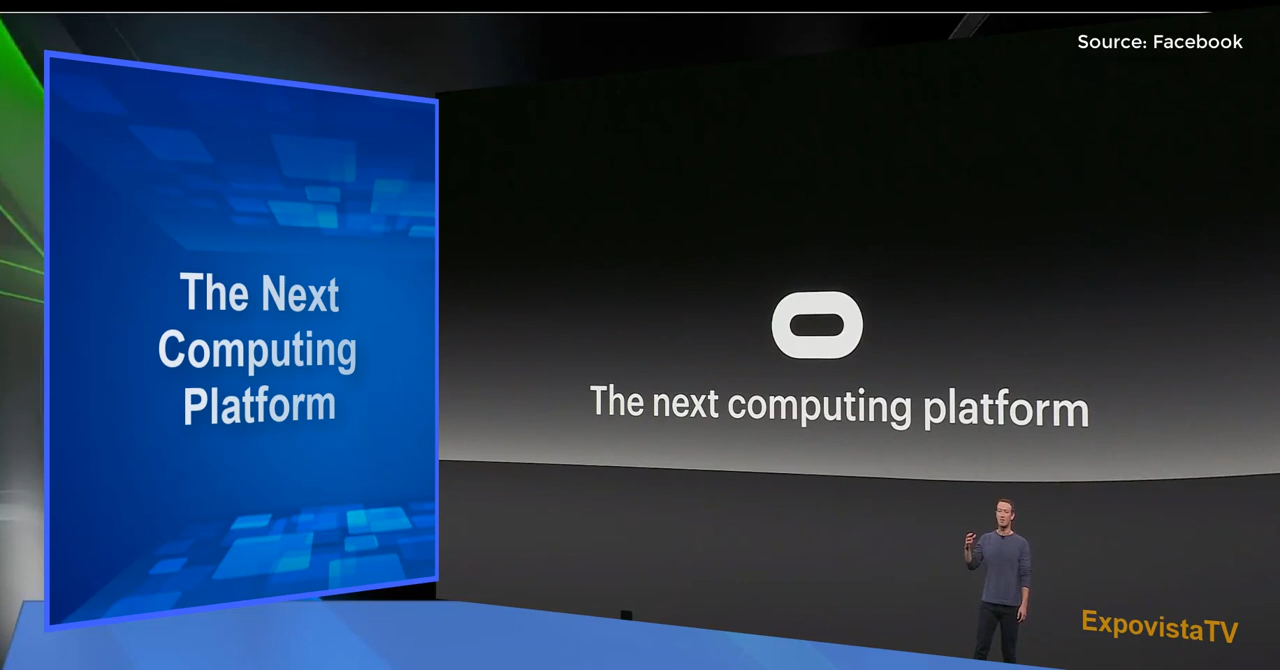 Source: Facebook
The Next
Computing
Platform
The next computing platform
ExpovistaTV